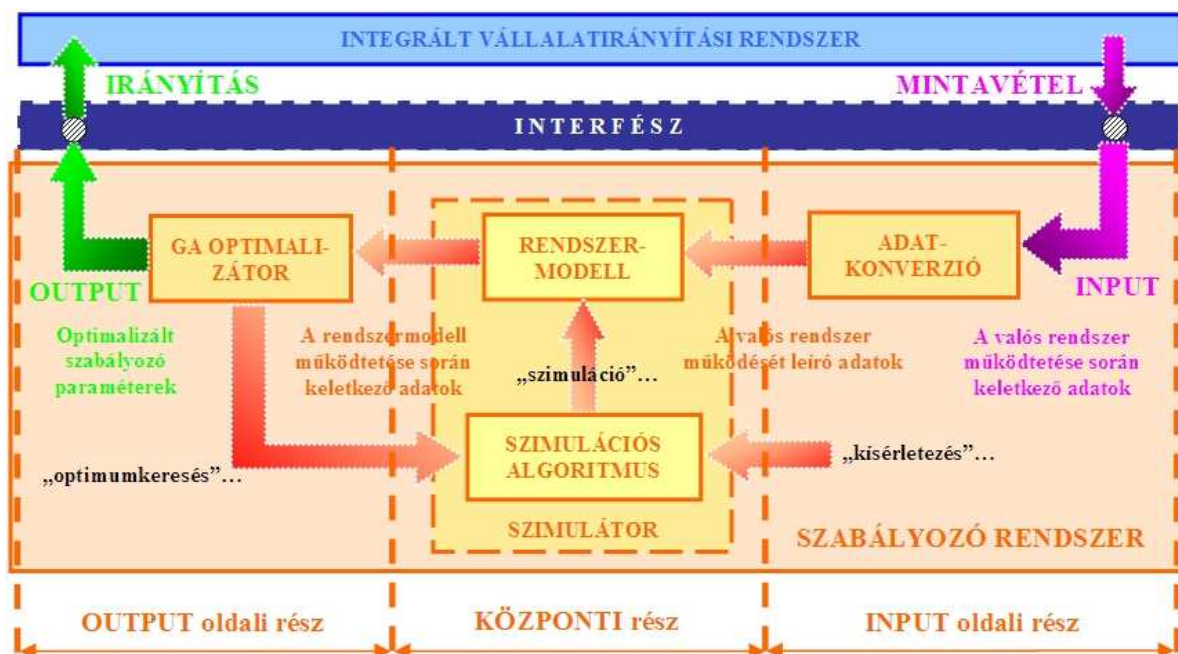 INTEGRÁLT VÁLLALATIRÁNYÍTÁSI RENDSZER
IRÁNYÍTÁS
MINTAVÉTEL
INTERFÉSZ
GA OPTIMALI-
ZÁTOR
RENDSZER-
MODELL
ADAT-
KONVERZIÓ
OUTPUT
INPUT
Optimalizált
szabályozó
paraméterek
A rendszermodell
működtetése során
keletkező adatok
„szimuláció”...
A valós rendszer
működését leíró adatok
A valós rendszer
működtetése során
keletkező adatok
SZIMULÁCIÓS
ALGORITMUS
„optimumkeresés”...
„kísérletezés”...
SZIMULÁTOR
SZABÁLYOZÓ RENDSZER
OUTPUT oldali rész
KÖZPONTI rész
INPUT oldali rész